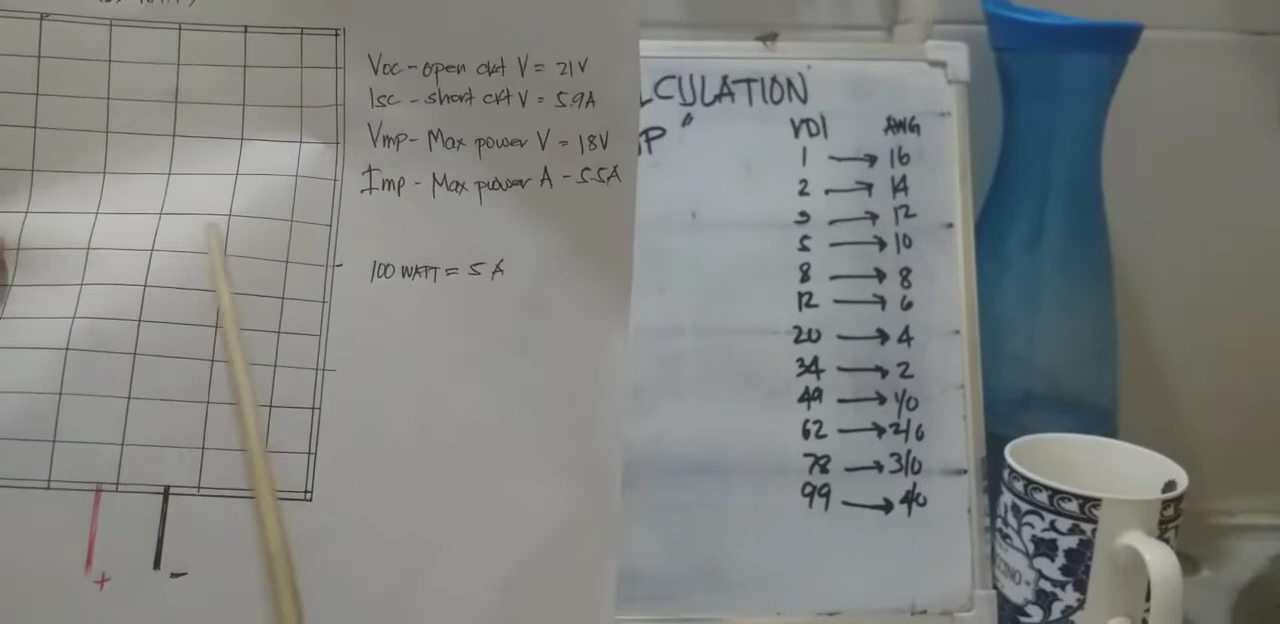 Voc - open ckt V = 21V
Isc - short ckt V = 5.9A
Vmp - Max power V = 18V
Imp - Max power A - 5.5A
100 WATT = 5 A
LCULATION
P"
VDI AWG
1 → 16
2 → 14
3 → 12
5 → 10
8 → 8
12 → 6
20 → 4
34 → 2
49 → 1/0
62 → 2/0
78 → 3/0
99 → 4/0
+ -
CINO